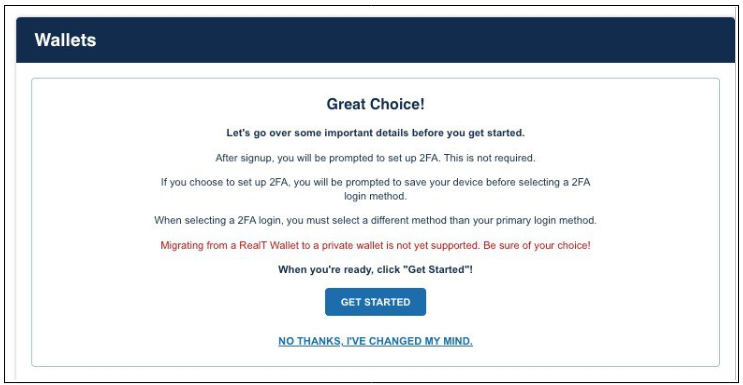 Wallets
Great Choice!
Let's go over some important details before you get started.
After signup, you will be prompted to set up 2FA. This is not required.
If you choose to set up 2FA, you will be prompted to save your device before selecting a 2FA
login method.
When selecting a 2FA login, you must select a different method than your primary login method.
Migrating from a RealT Wallet to a private wallet is not yet supported. Be sure of your choice!
When you're ready, click "Get Started"!
GET STARTED
NO THANKS, I'VE CHANGED MY MIND.